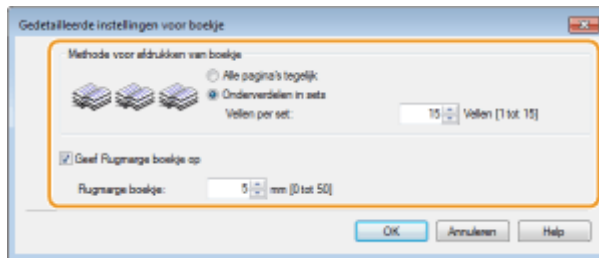 Gedetailleerde instellingen voor boekje
Methode voor afdrukken van boekje
Alle pagina's tegelijk
Onderverdelen in sets
Vellen per set: 15 Vellen [1 tot 15]
Geef Rugmarge boekje op
Rugmarge boekje: 5 mm [0 tot 50]
OK Annuleren Help